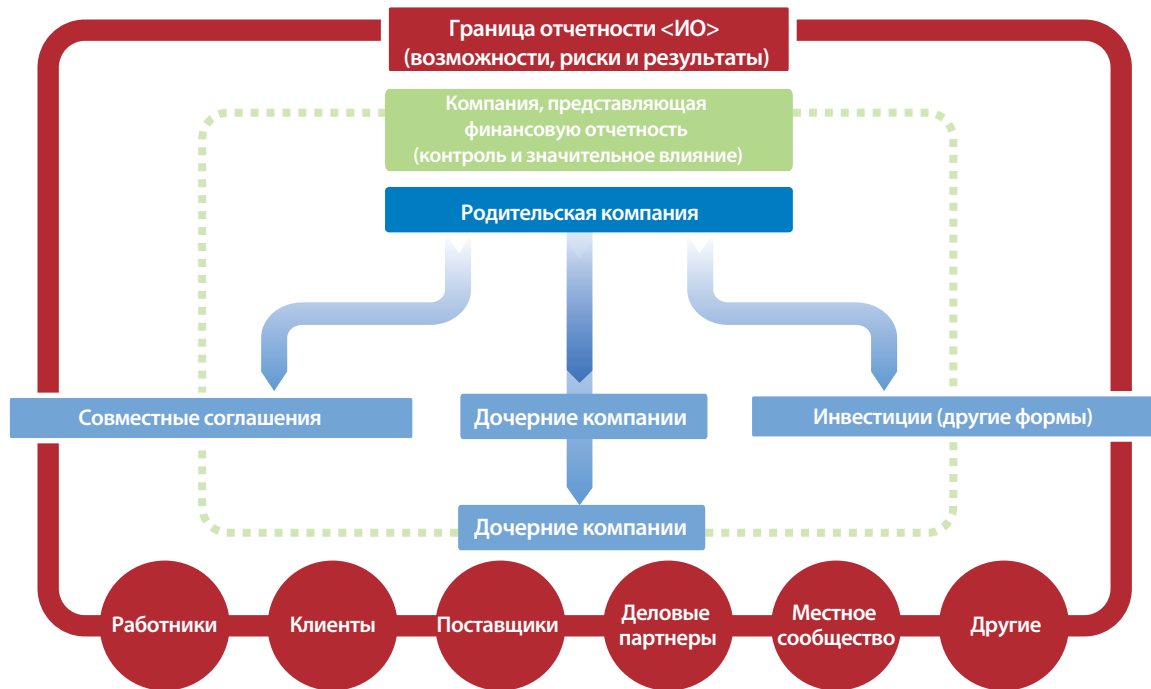 Граница отчетности <ИО>
(возможности, риски и результаты)
Компания, представляющая
финансовую отчетность
(контроль и значительное влияние)
Родительская компания
Совместные соглашения
Дочерние компании
Инвестиции (другие формы)
Дочерние компании
Работники
Клиенты
Поставщики
Деловые
партнеры
Местное
сообщество
Другие